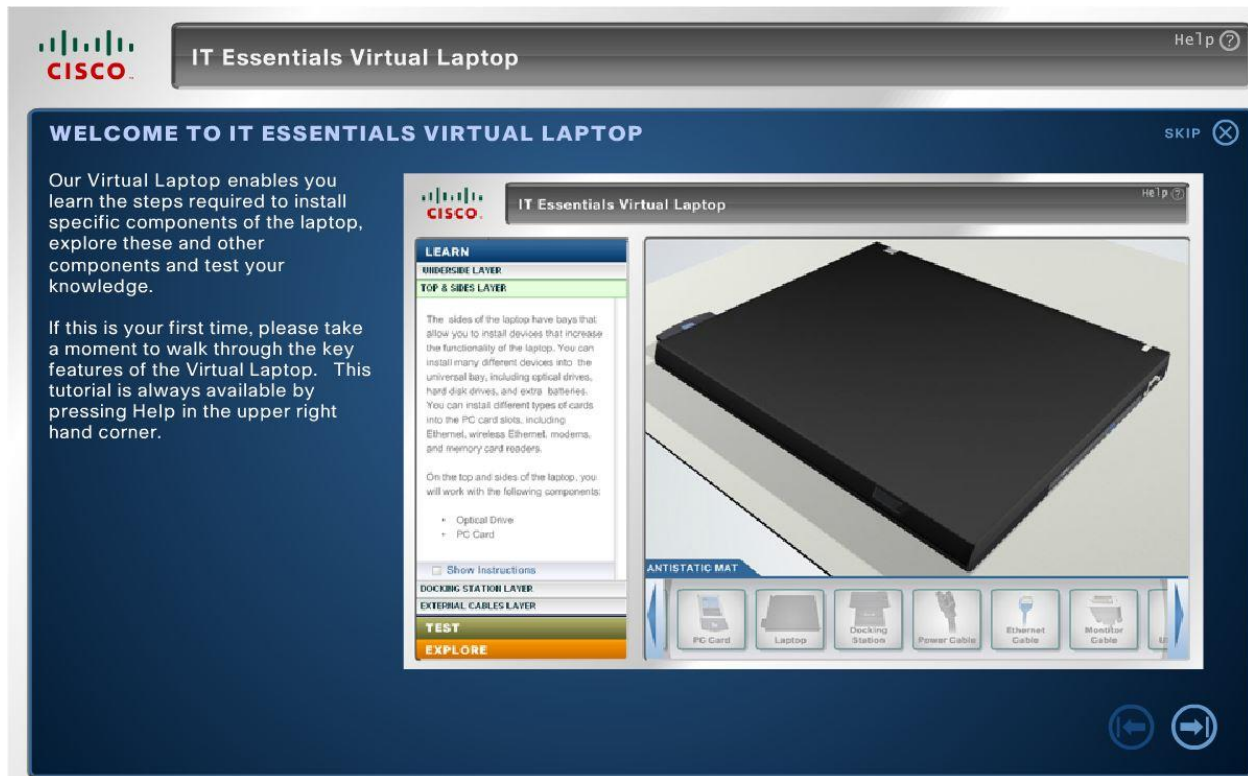 CISCO
IT Essentials Virtual Laptop
Help ?
WELCOME TO IT ESSENTIALS VIRTUAL LAPTOP
SKIP
Our Virtual Laptop enables you
learn the steps required to install
specific components of the laptop,
explore these and other
components and test your
knowledge.
If this is your first time, please take
a moment to walk through the key
features of the Virtual Laptop. This
tutorial is always available by
pressing Help in the upper right
hand corner.
CISCO
IT Essentials Virtual Laptop
Help ?
LEARN
UNDERSIDE LAYER
TOP & SIDES LAYER
The sides of the laptop have bays that
allow you to install devices that increase
the functionality of the laptop. You can
install many different devices into the
universal bay, including optical drives,
hard disk drives, and extra batteries.
You can install different types of cards
into the PC card slots, including
Ethernet, wireless Ethernet, modems,
and memory card readers.
On the top and sides of the laptop, you
will work with the following components:
• Optical Drive
• PC Card
Show Instructions
DOCKING STATION LAYER
EXTERNAL CABLES LAYER
TEST
EXPLORE
ANTISTATIC MAT
PC Card
Laptop
Docking
Station
Power Cable
Ethernet
Cable
Monitor
Cable